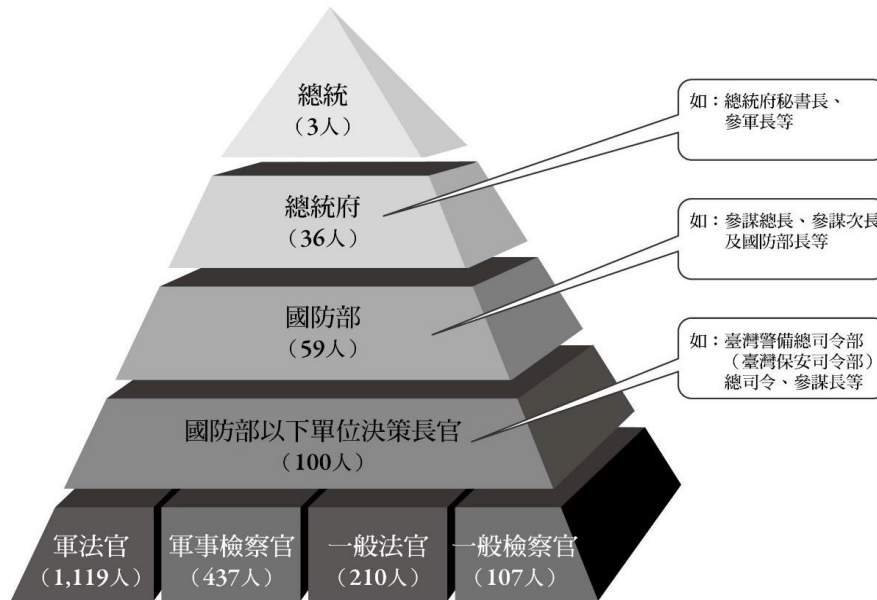 總統
（3人）
如：總統府秘書長、
參軍長等
總統府
（36人）
如：參謀總長、參謀次長
及國防部長等
國防部
（59人）
如：臺灣警備總司令部
（臺灣保安司令部）
總司令、參謀長等
國防部以下單位決策長官
（100人）
軍法官
（1,119人）
軍事檢察官
（437人）
一般法官
（210人）
一般檢察官
（107人）